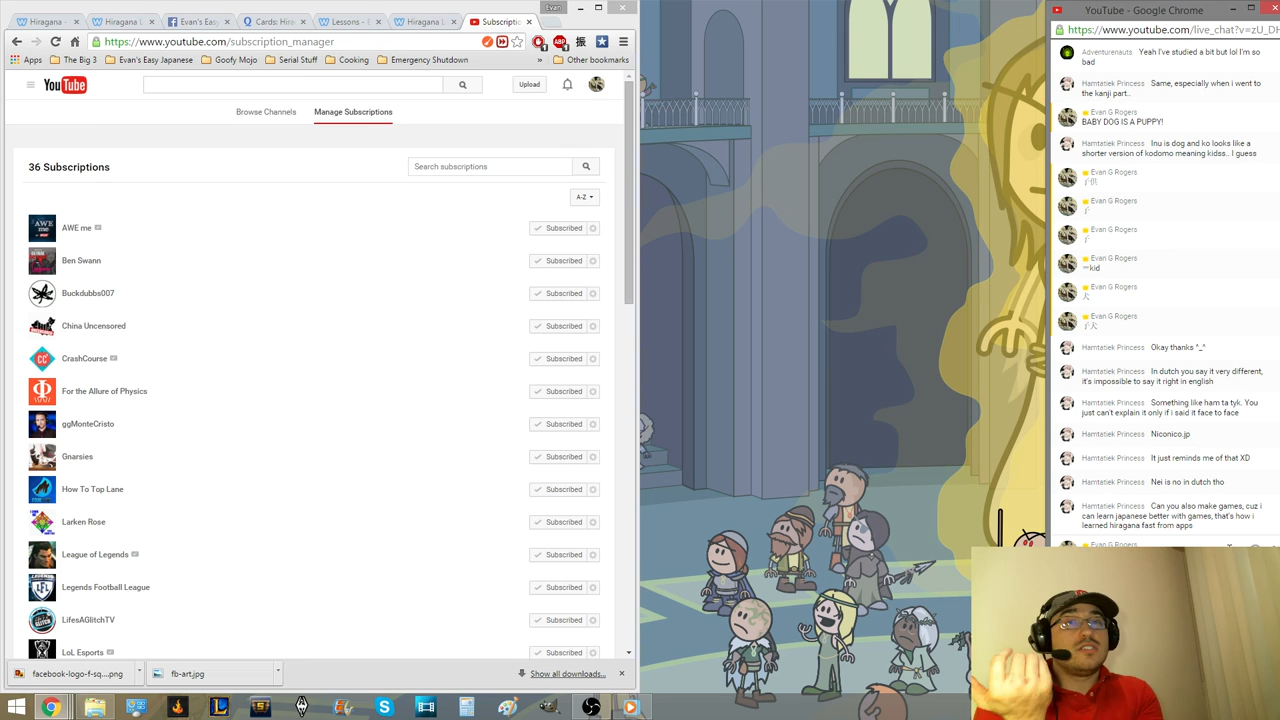 Evan
Hiragana -
Hiragana L
Evan's Easy
Cards: Hira
Lessons - E
Hiragana L
Subscriptio
https://www.youtube.com/subscription_manager
Apps
The Big 3
Evan's Easy Japanese
Goofy Mojo
Serial Stuff
Cooking
Emergency Shutdown
»
Other bookmarks
YouTube
Upload
Browse Channels
Manage Subscriptions
36 Subscriptions
Search subscriptions
A-Z
AWE me
Subscribed
Ben Swann
Subscribed
Buckdubbs007
Subscribed
China Uncensored
Subscribed
CrashCourse
Subscribed
For the Allure of Physics
Subscribed
ggMonteCristo
Subscribed
Gnarsies
Subscribed
How To Top Lane
Subscribed
Larken Rose
Subscribed
League of Legends
Subscribed
Legends Football League
Subscribed
LifesAGlitchTV
Subscribed
LoL Esports
Subscribed
facebook-logo-f-sq....png
fb-art.jpg
Show all downloads...
YouTube - Google Chrome
https://www.youtube.com/live_chat?v=zU_DH
Adventurenauts Yeah I've studied a bit but lol I'm so
bad
Hamtatiek Princess Same, especially when i went to
the kanji part..
Evan G Rogers
BABY DOG IS A PUPPY!
Hamtatiek Princess Inu is dog and ko looks like a
shorter version of kodomo meaning kidss.. I guess
Evan G Rogers
子供
Evan G Rogers
子
Evan G Rogers
子
Evan G Rogers
=kid
Evan G Rogers
犬
Evan G Rogers
子犬
Hamtatiek Princess Okay thanks ^_^
Hamtatiek Princess In dutch you say it very different,
it's impossible to say it right in english
Hamtatiek Princess Something like ham ta tyk. You
just can't explain it only if i said it face to face
Hamtatiek Princess Niconico.jp
Hamtatiek Princess It just reminds me of that XD
Hamtatiek Princess Nei is no in dutch tho
Hamtatiek Princess Can you also make games, cuz i
can learn japanese better with games, that's how i
learned hiragana fast from apps
Evan G Rogers